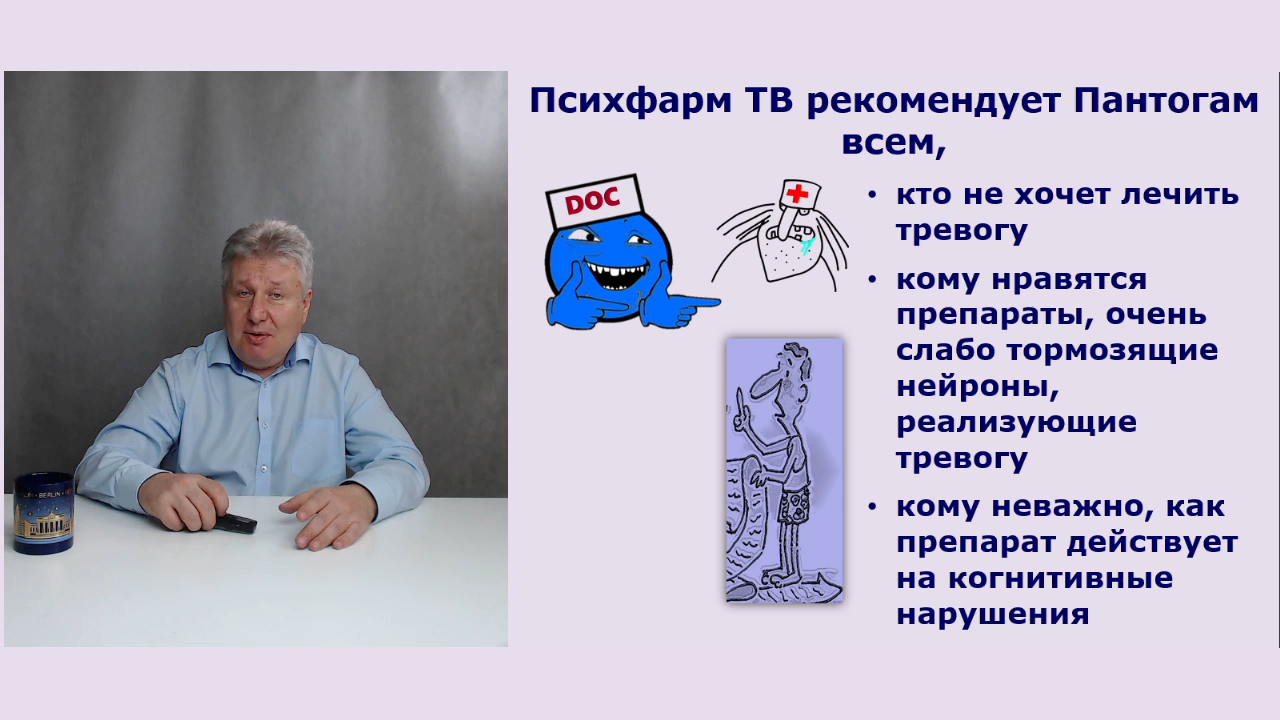 Психфарм ТВ рекомендует Пантогам
всем,
DOC
• кто не хочет лечить
тревогу
• кому нравятся
препараты, очень
слабо тормозящие
нейроны,
реализующие
тревогу
• кому неважно, как
препарат действует
на когнитивные
нарушения
BERLIN